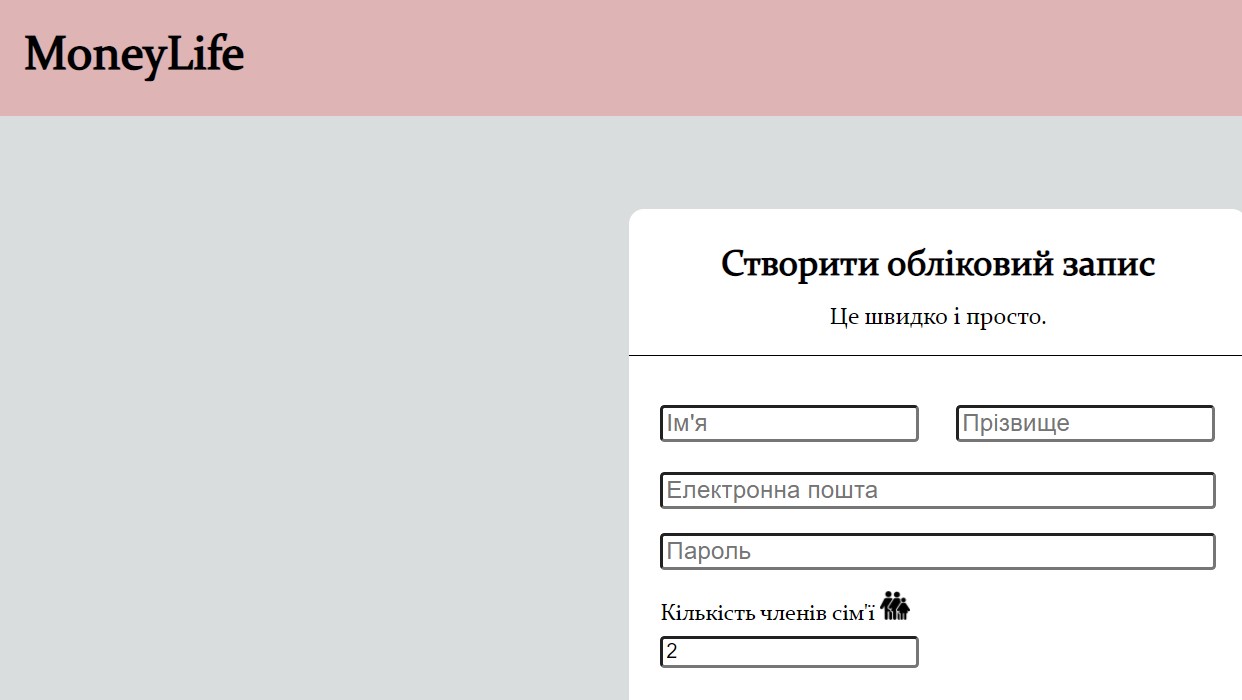 MoneyLife
Створити обліковий запис
Це швидко і просто.
Ім'я Прізвище
Електронна пошта
Пароль
Кількість членів сім'ї
2